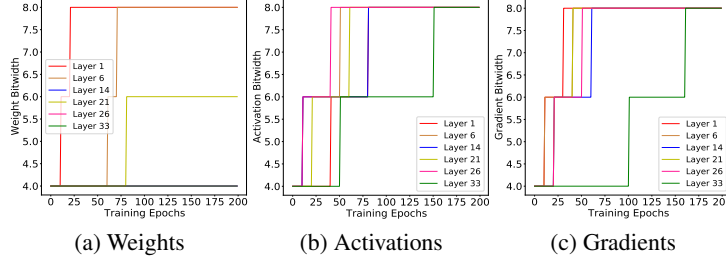 8.0
7.5
7.0
6.5
6.0
5.5
5.0
4.5
4.0
Weight Bitwidth
Layer 1
Layer 6
Layer 14
Layer 21
Layer 26
Layer 33
0 25 50 75 100 125 150 175 200
Training Epochs
(a) Weights
8.0
7.5
7.0
6.5
6.0
5.5
5.0
4.5
4.0
Activation Bitwidth
Layer 1
Layer 6
Layer 14
Layer 21
Layer 26
Layer 33
0 25 50 75 100 125 150 175 200
Training Epochs
(b) Activations
8.0
7.5
7.0
6.5
6.0
5.5
5.0
4.5
4.0
Gradient Bitwidth
Layer 1
Layer 6
Layer 14
Layer 21
Layer 26
Layer 33
0 25 50 75 100 125 150 175 200
Training Epochs
(c) Gradients